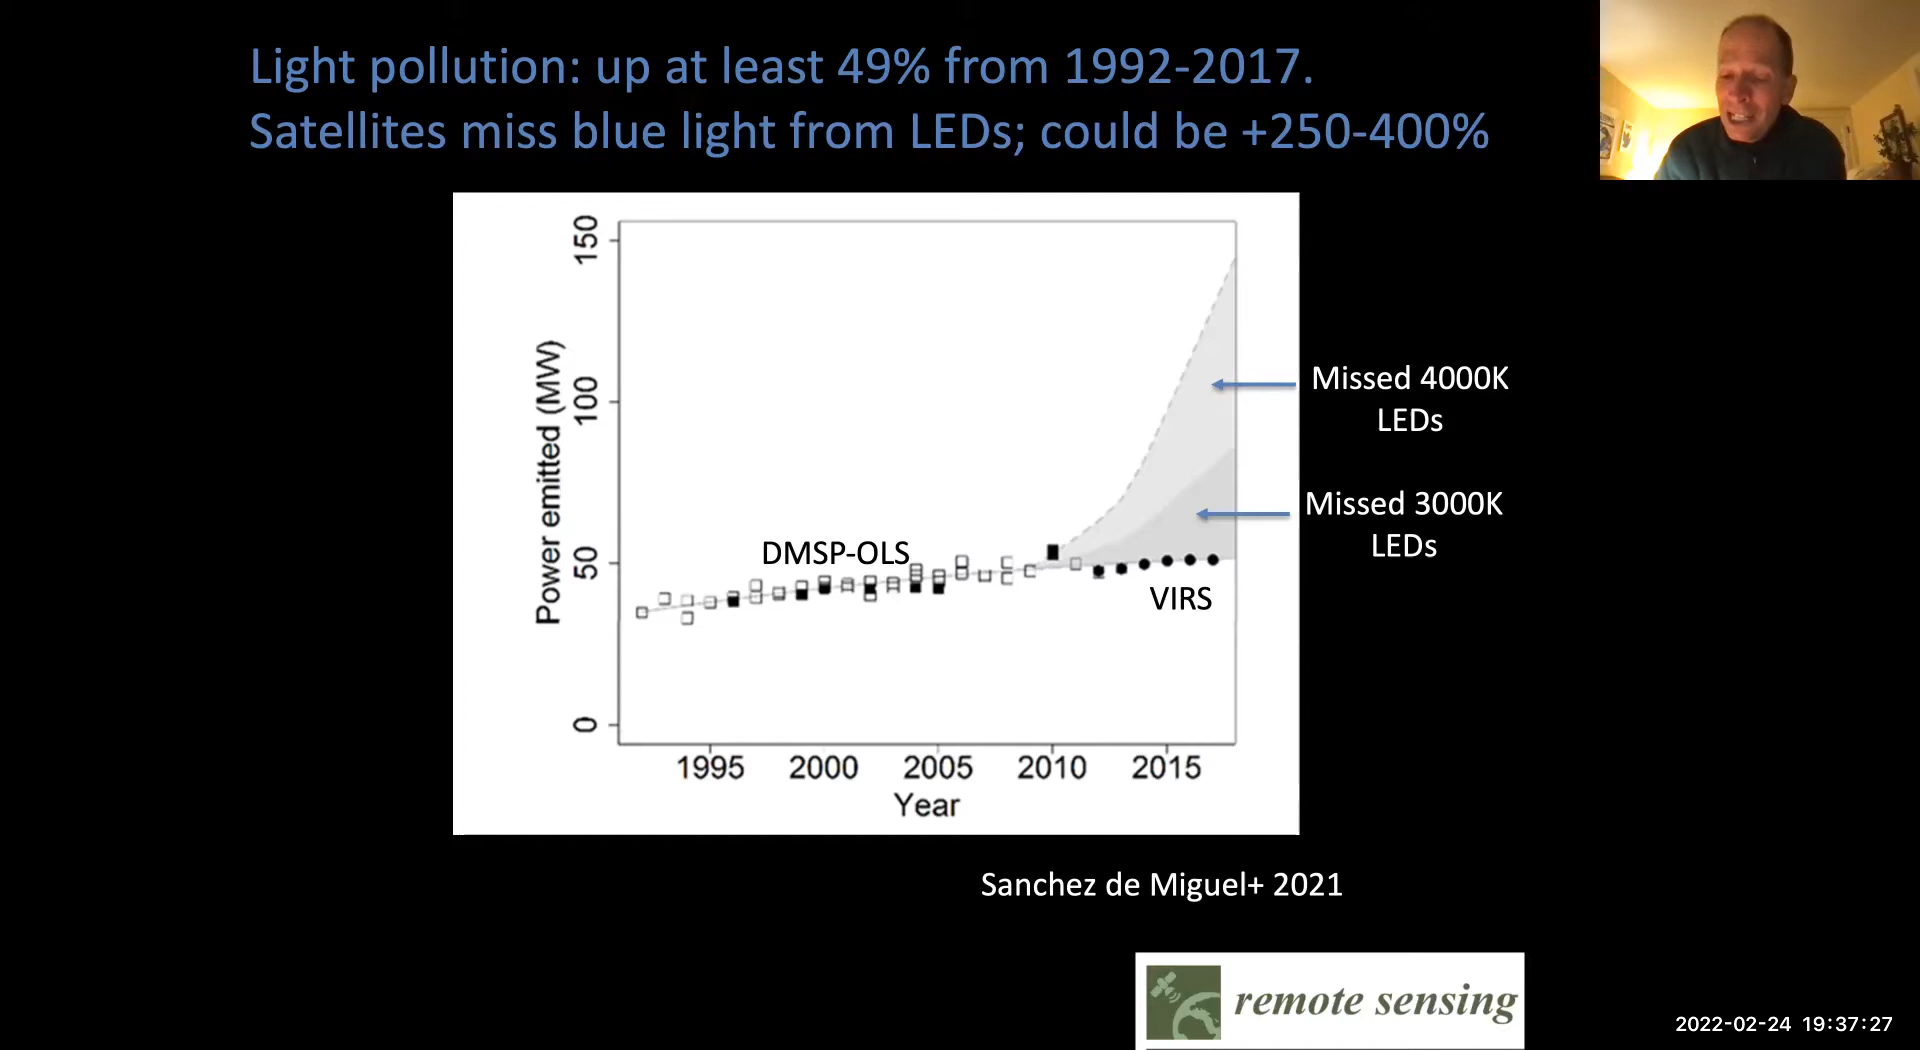 Light pollution: up at least 49% from 1992-2017.
Satellites miss blue light from LEDs; could be +250-400%
150
100
50
0
Power emitted (MW)
DMSP-OLS
VIRS
1995 2000 2005 2010 2015
Year
Missed 4000K
LEDs
Missed 3000K
LEDs
Sanchez de Miguel+ 2021
remote sensing
2022-02-24 19:37:27